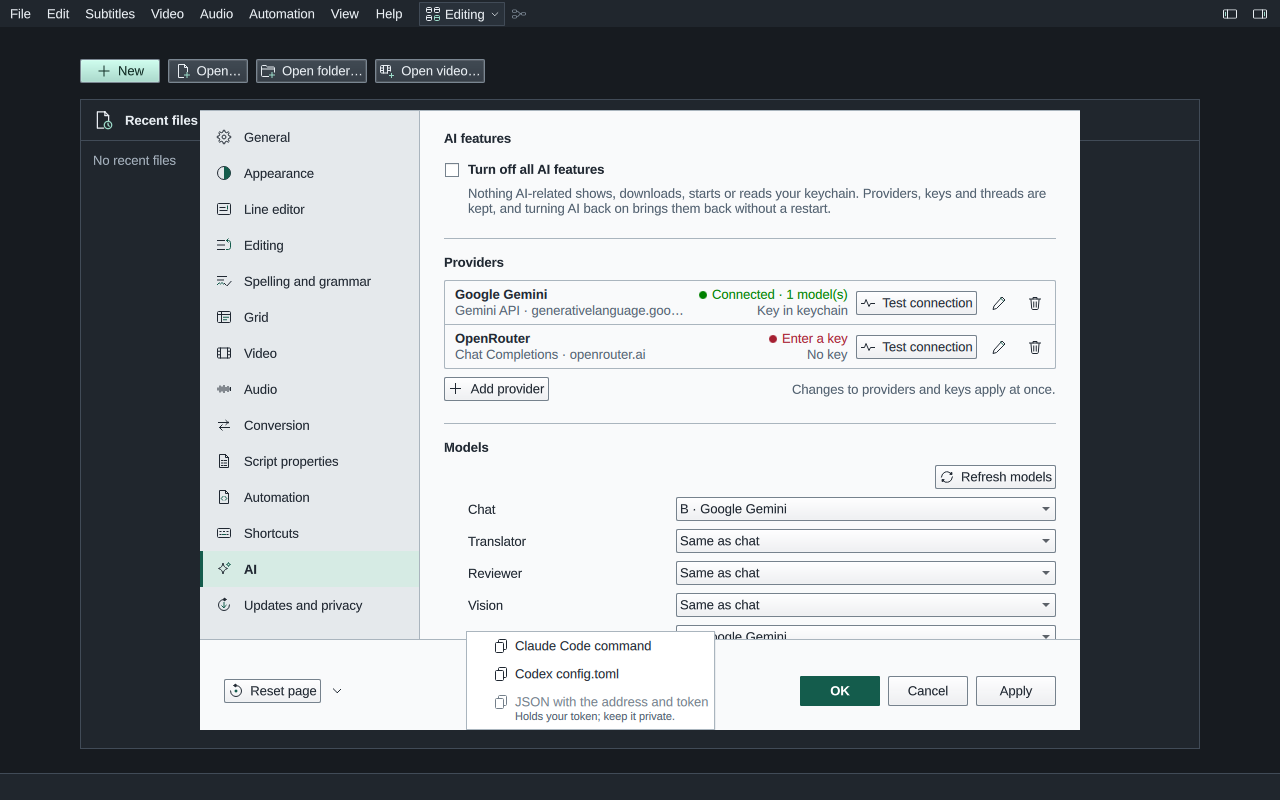 File Edit Subtitles Video Audio Automation View Help Editing
New Open… Open folder… Open video…
Recent files
No recent files
General
Appearance
Line editor
Editing
Spelling and grammar
Grid
Video
Audio
Conversion
Script properties
Automation
Shortcuts
AI
Updates and privacy
AI features
Turn off all AI features
Nothing AI-related shows, downloads, starts or reads your keychain. Providers, keys and threads are
kept, and turning AI back on brings them back without a restart.
Providers
Google Gemini Connected · 1 model(s) Test connection
Gemini API · generativelanguage.goo… Key in keychain
OpenRouter Enter a key Test connection
Chat Completions · openrouter.ai No key
Add provider Changes to providers and keys apply at once.
Models
Refresh models
Chat B · Google Gemini
Translator Same as chat
Reviewer Same as chat
Vision Same as chat
Gemini
Claude Code command
Codex config.toml
JSON with the address and token
Holds your token; keep it private.
Reset page OK Cancel Apply